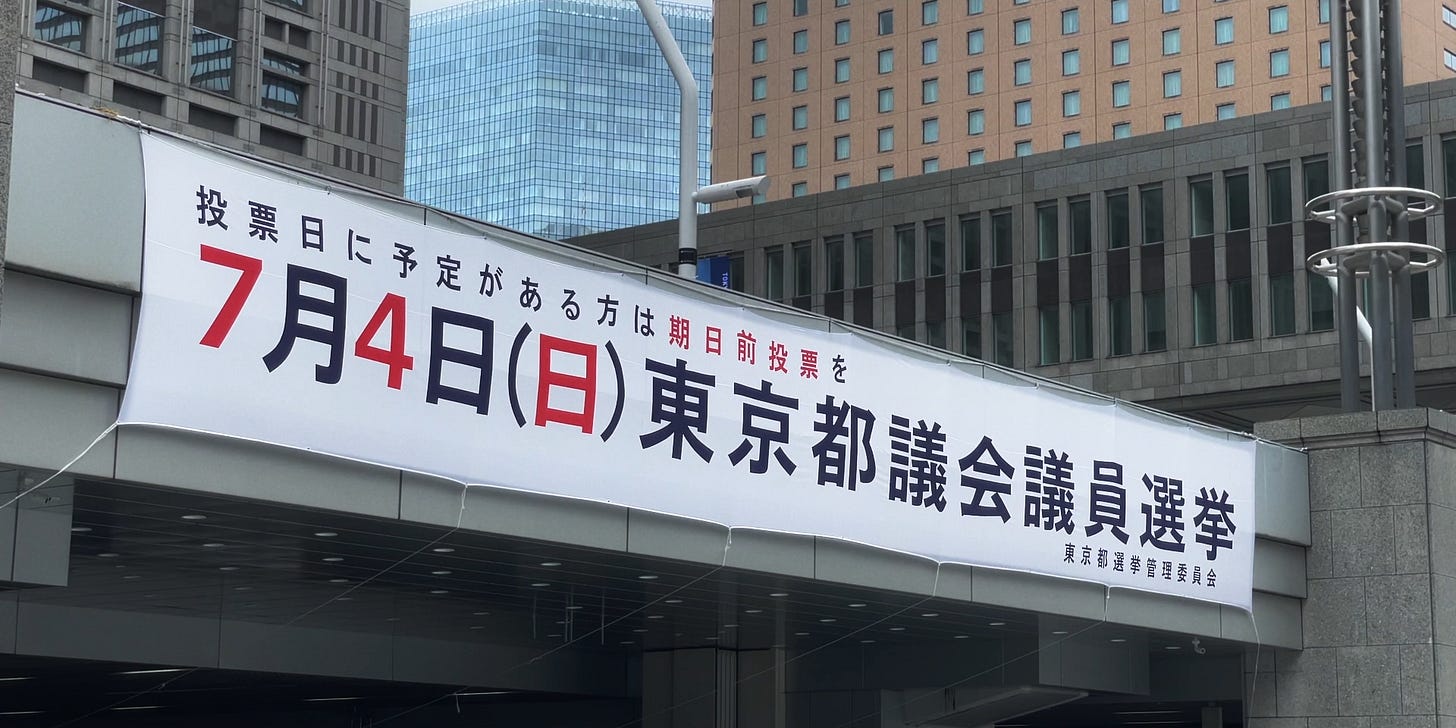 投票日に予定がある方は期日前投票を
7月4日(日)東京都議会議員選挙
東京都選挙管理委員会